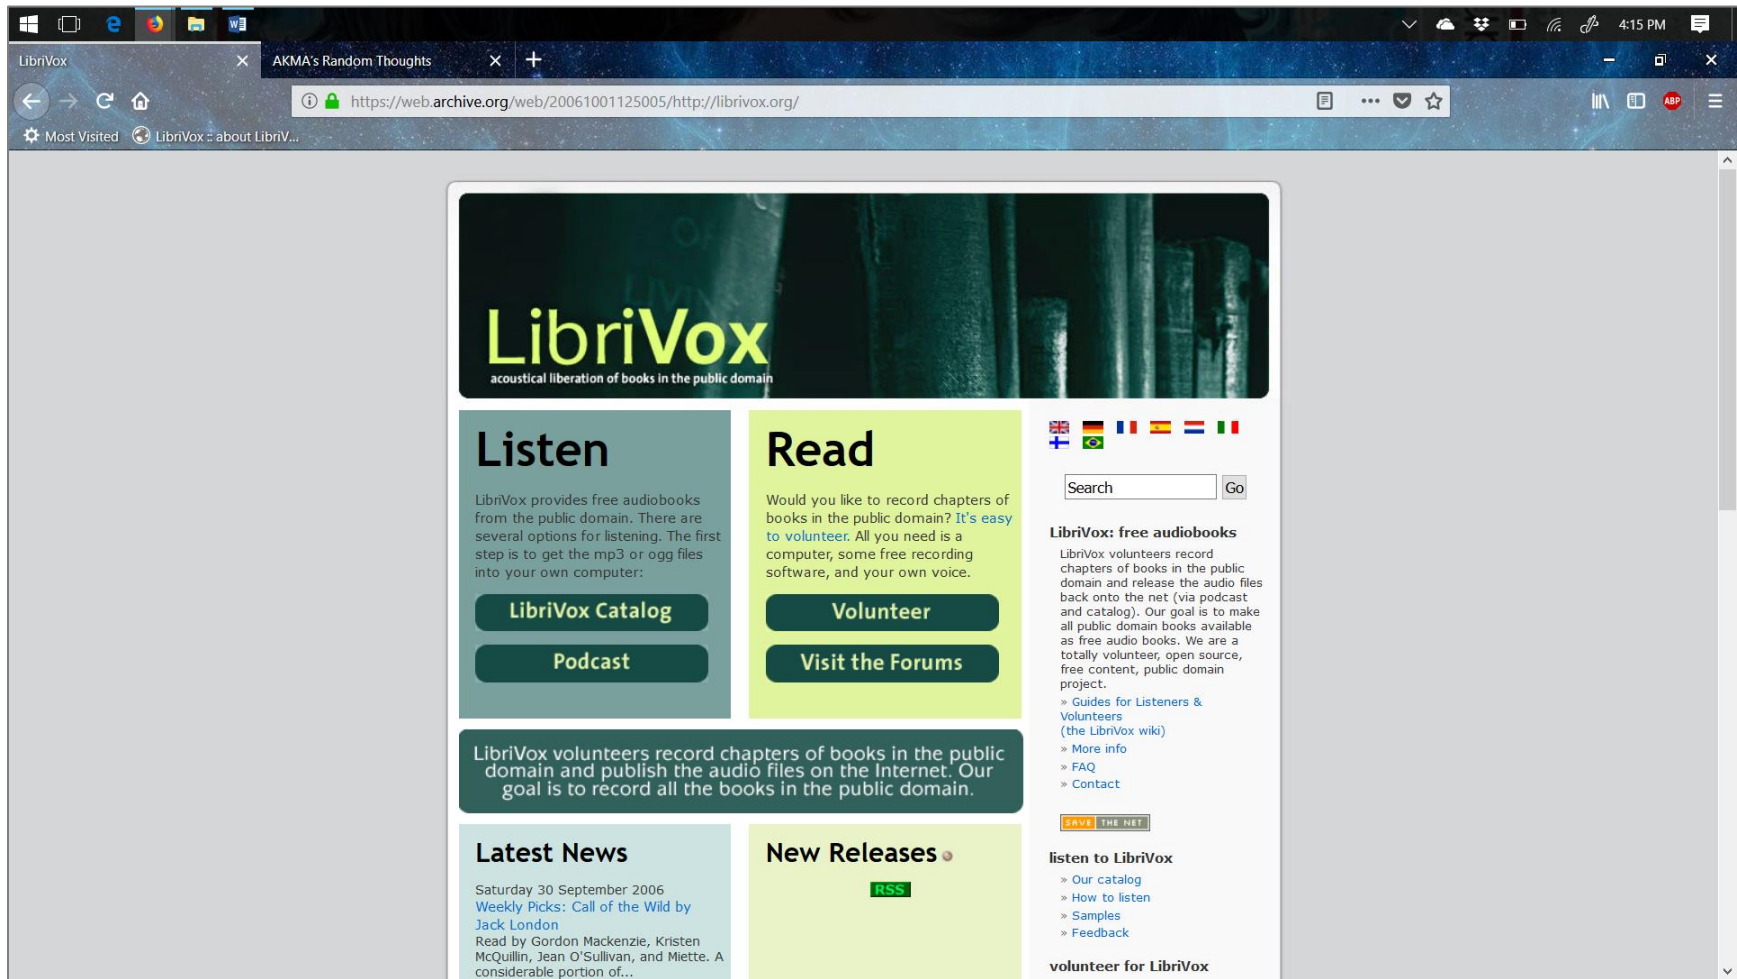 4:15 PM
LibriVox
AKMA's Random Thoughts
https://web.archive.org/web/20061001125005/http://librivox.org/
ABP
Most Visited
LibriVox :: about LibriV...
LibriVox
acoustical liberation of books in the public domain
Listen
LibriVox provides free audiobooks
from the public domain. There are
several options for listening. The first
step is to get the mp3 or ogg files
into your own computer:
LibriVox Catalog
Podcast
Read
Would you like to record chapters of
books in the public domain? It's easy
to volunteer. All you need is a
computer, some free recording
software, and your own voice.
Volunteer
Visit the Forums
LibriVox volunteers record chapters of books in the public
domain and publish the audio files on the Internet. Our
goal is to record all the books in the public domain.
Latest News
Saturday 30 September 2006
Weekly Picks: Call of the Wild by
Jack London
Read by Gordon Mackenzie, Kristen
McQuillin, Jean O'Sullivan, and Miette. A
considerable portion of...
New Releases
RSS
Search
Go
LibriVox: free audiobooks
LibriVox volunteers record
chapters of books in the public
domain and release the audio files
back onto the net (via podcast
and catalog). Our goal is to make
all public domain books available
as free audio books. We are a
totally volunteer, open source,
free content, public domain
project.
» Guides for Listeners &
Volunteers
(the LibriVox wiki)
» More info
» FAQ
» Contact
SAVE THE NET
listen to LibriVox
» Our catalog
» How to listen
» Samples
» Feedback
volunteer for LibriVox